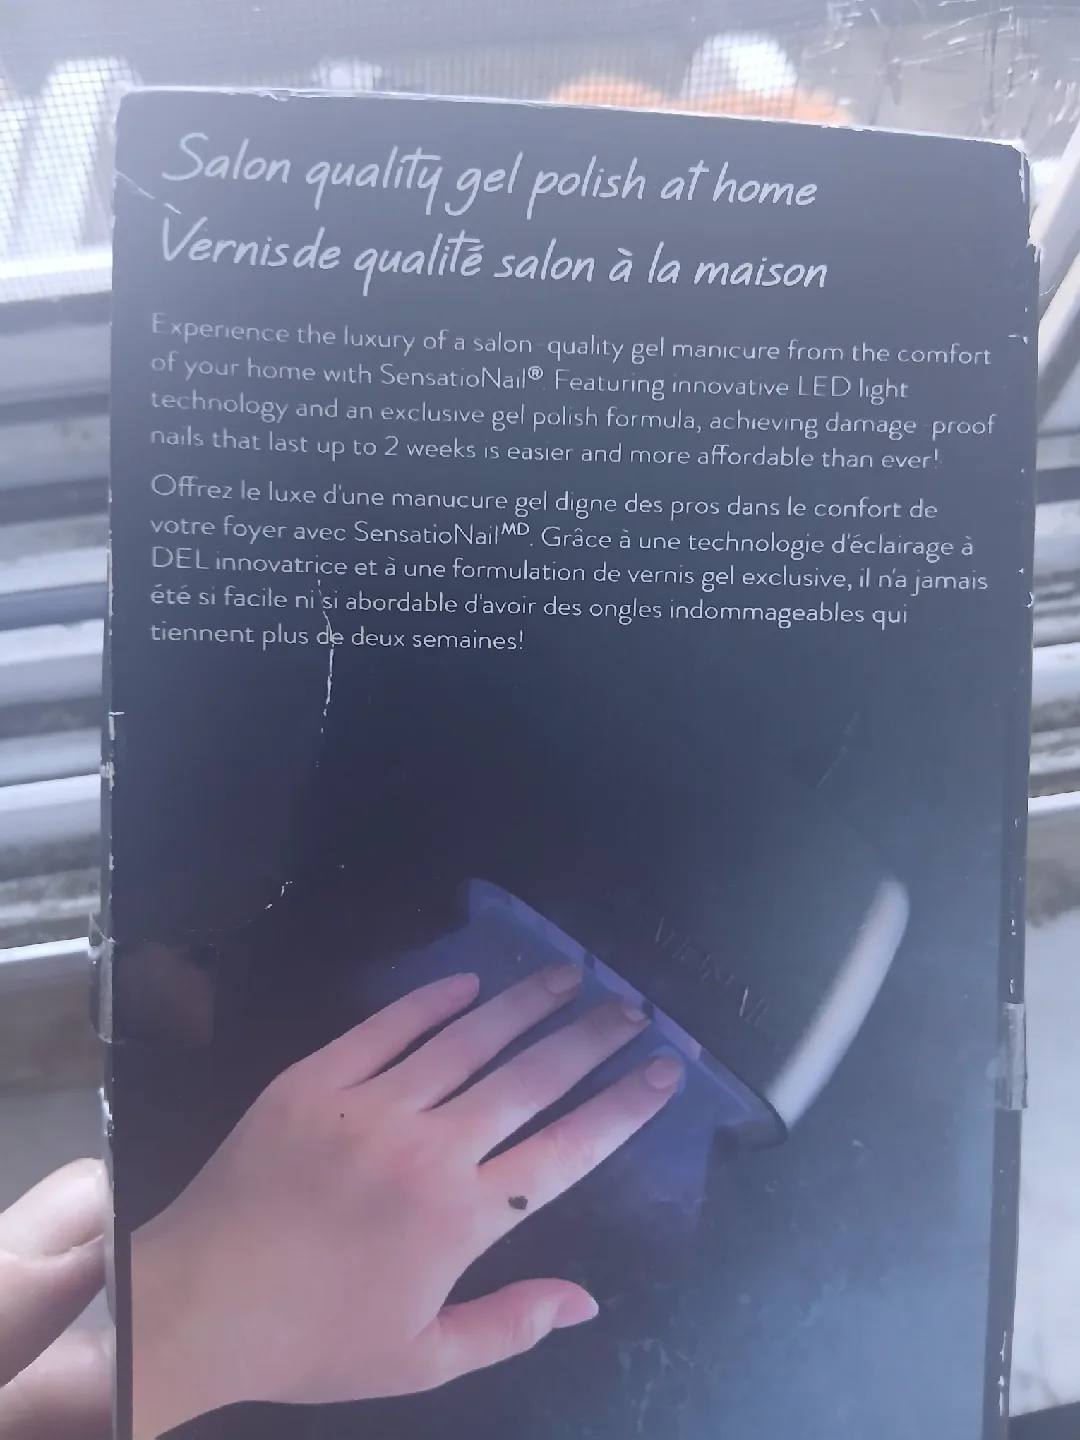 Salon quality gel polish at home
Vernis de qualité salon à la maison
Experience the luxury of a salon-quality gel manicure from the comfort
of your home with SensatioNail®. Featuring innovative LED light
technology and an exclusive gel polish formula, achieving damage-proof
nails that last up to 2 weeks is easier and more affordable than ever!
Offrez le luxe d'une manucure gel digne des pros dans le confort de
votre foyer avec SensatioNailMD. Grâce à une technologie d'éclairage à
DEL innovatrice et à une formulation de vernis gel exclusive, il n'a jamais
été si facile ni si abordable d'avoir des ongles indommageables qui
tiennent plus de deux semaines!